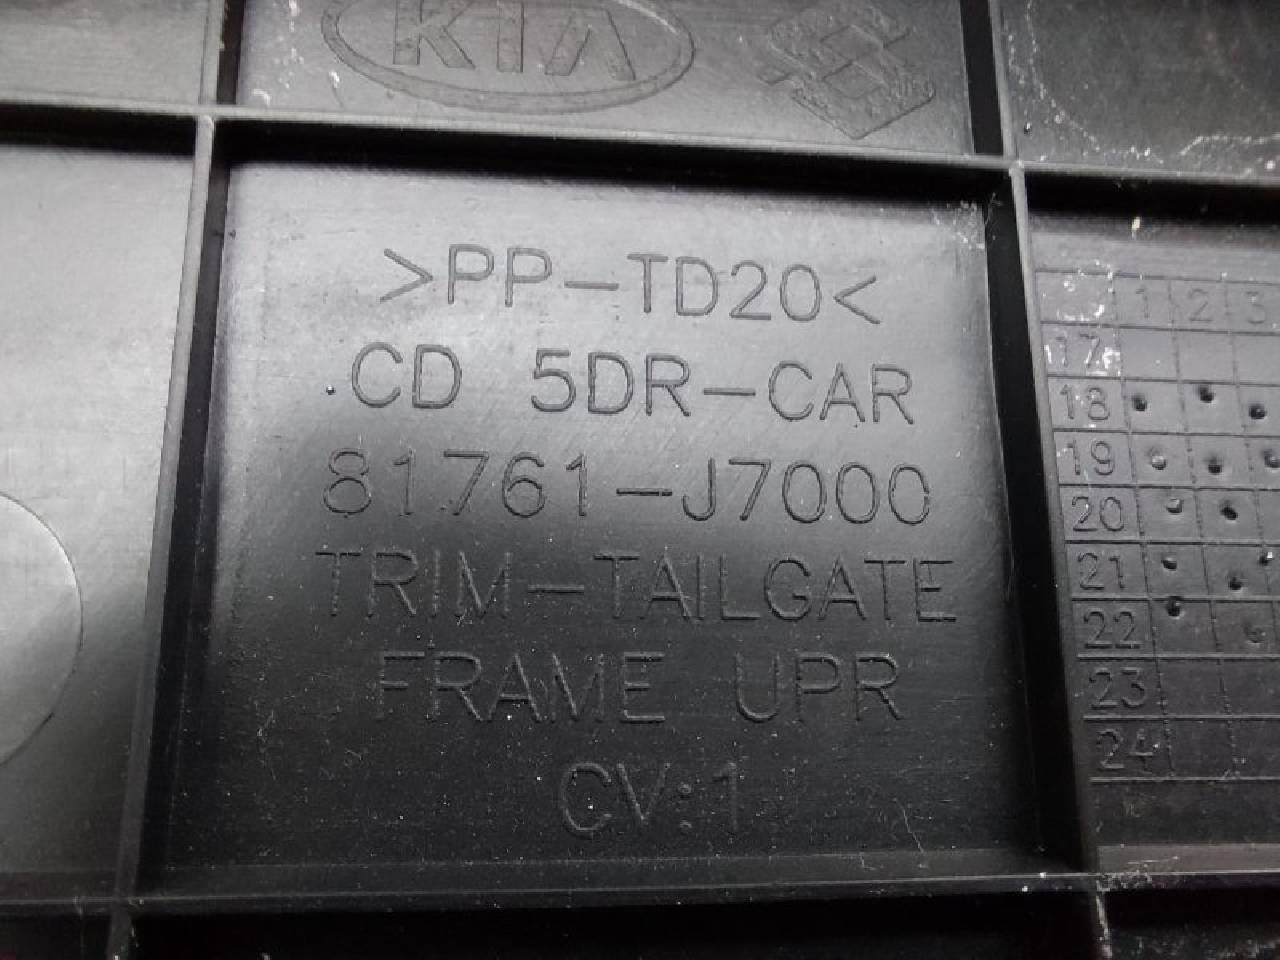 KIA
>PP-TD20<
CD 5DR-CAR
81761-J7000
TRIM-TAILGATE
FRAME UPR
CV:1
1 2 3
17
18
19
20
21
22
23
24